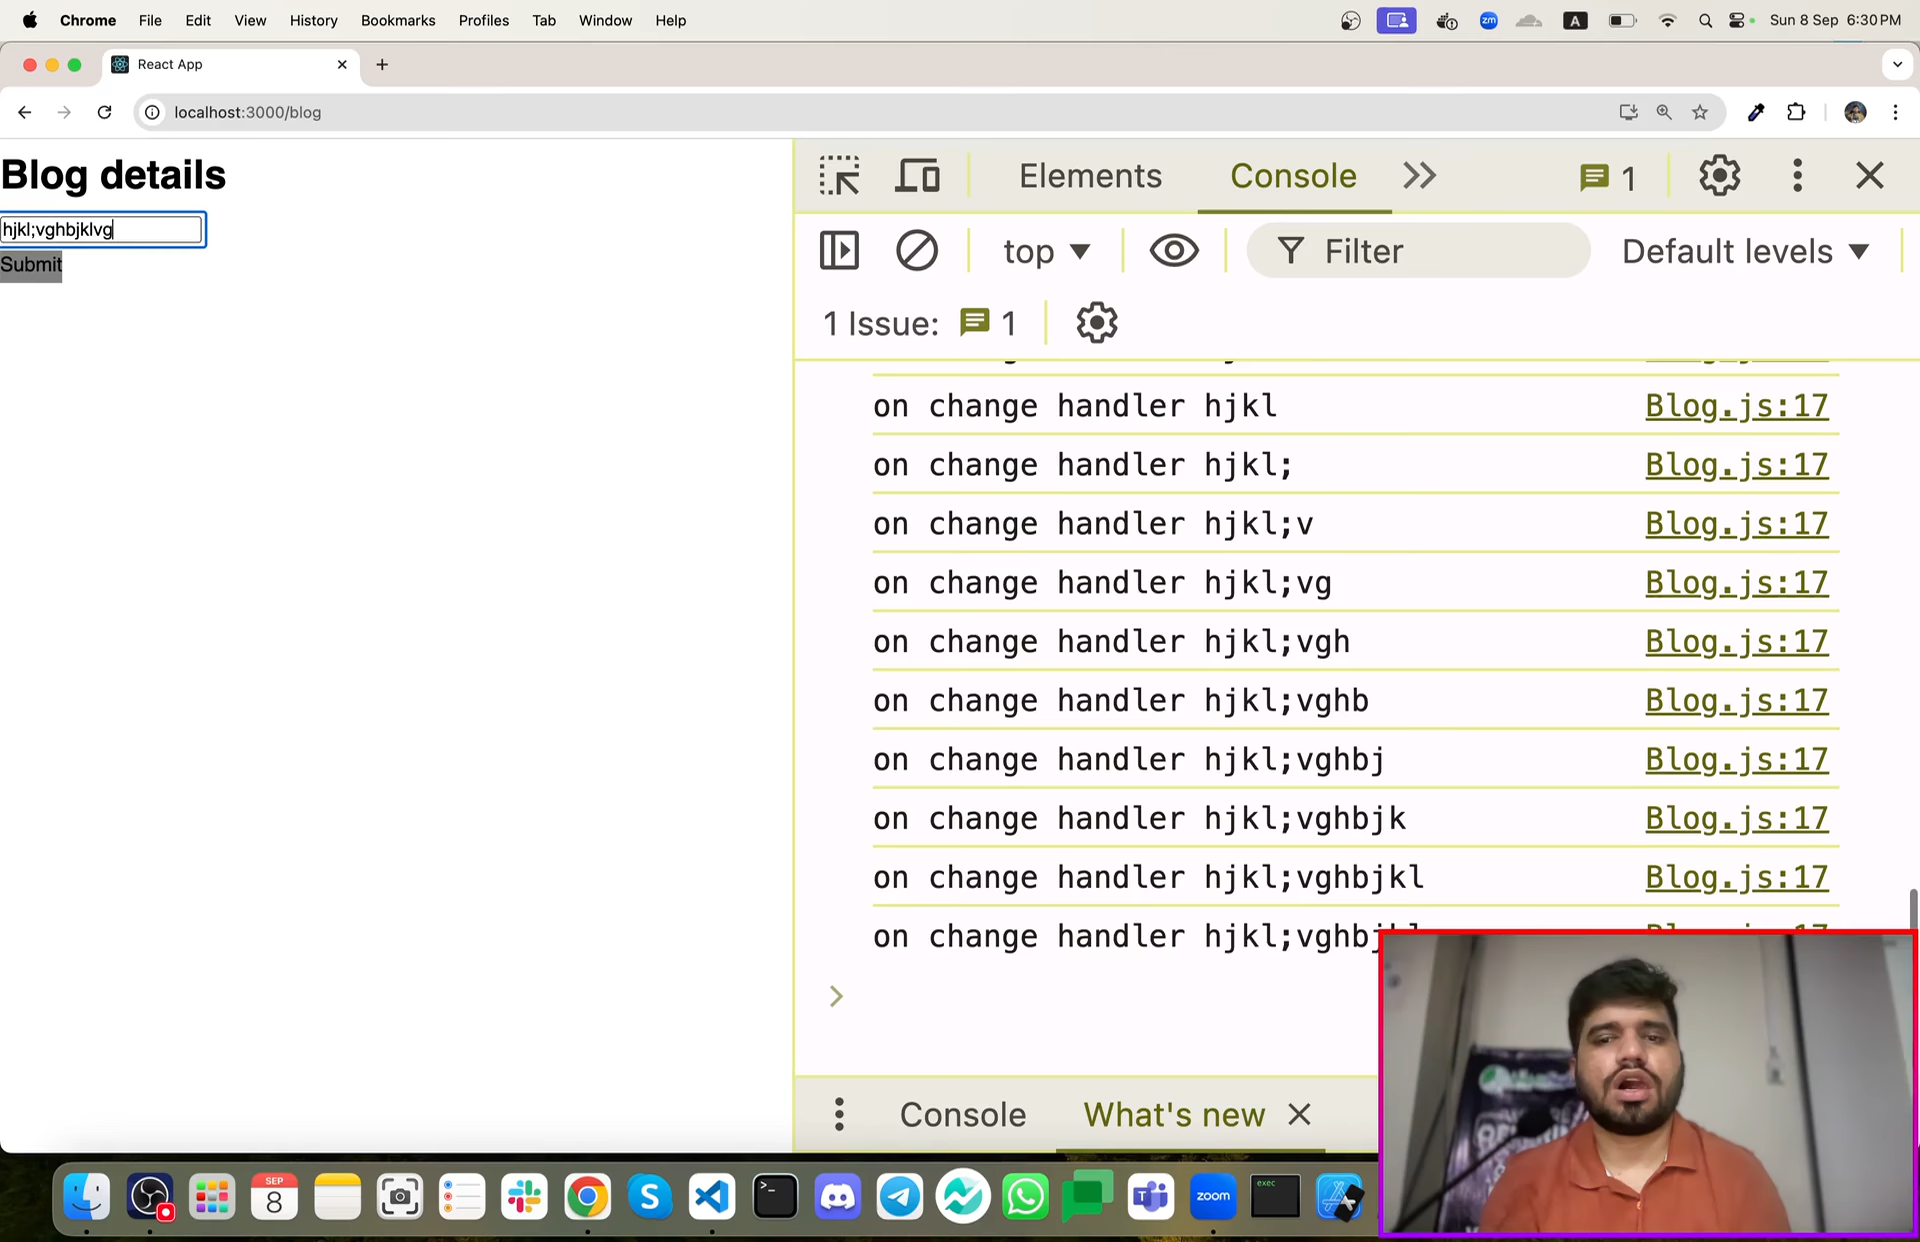 Chrome File Edit View History Bookmarks Profiles Tab Window Help
zm A Sun 8 Sep 6:30 PM
React App
localhost:3000/blog
Blog details
hjkl;vghbjklvg
Submit
Elements Console 1
top Filter Default levels
1 Issue: 1
on change handler hjkl Blog.js:17
on change handler hjkl; Blog.js:17
on change handler hjkl;v Blog.js:17
on change handler hjkl;vg Blog.js:17
on change handler hjkl;vgh Blog.js:17
on change handler hjkl;vghb Blog.js:17
on change handler hjkl;vghbj Blog.js:17
on change handler hjkl;vghbjk Blog.js:17
on change handler hjkl;vghbjkl Blog.js:17
on change handler
Console What's new
SEP
8
S
T
zoom
exec